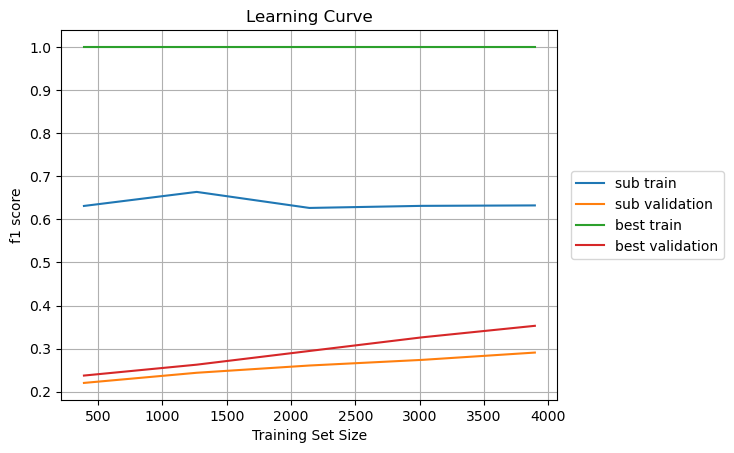 Learning Curve
1.0
0.9
0.8
0.7
0.6
0.5
0.4
0.3
0.2
f1 score
500
1000
1500
2000
2500
3000
3500
4000
Training Set Size
sub train
sub validation
best train
best validation